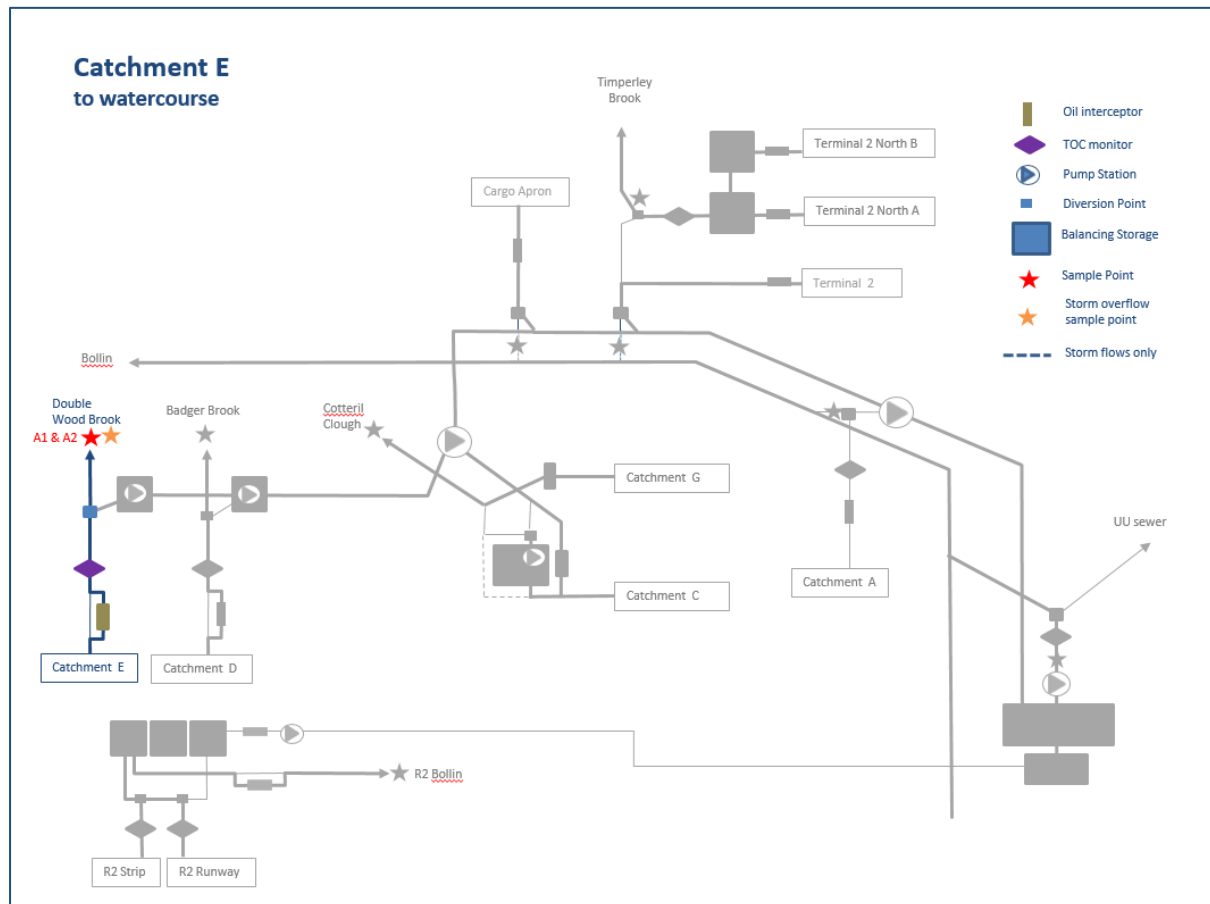 Catchment E
to watercourse
Timperley
Brook
Oil interceptor
TOC monitor
Pump Station
Diversion Point
Balancing Storage
Sample Point
Storm overflow
sample point
Storm flows only
Terminal 2 North B
Cargo Apron
Terminal 2 North A
Terminal 2
Bollin
Double
Wood Brook
A1 & A2
Badger Brook
Cotteril
Clough
Catchment G
UU sewer
Catchment A
Catchment C
Catchment E
Catchment D
R2 Bollin
R2 Strip
R2 Runway